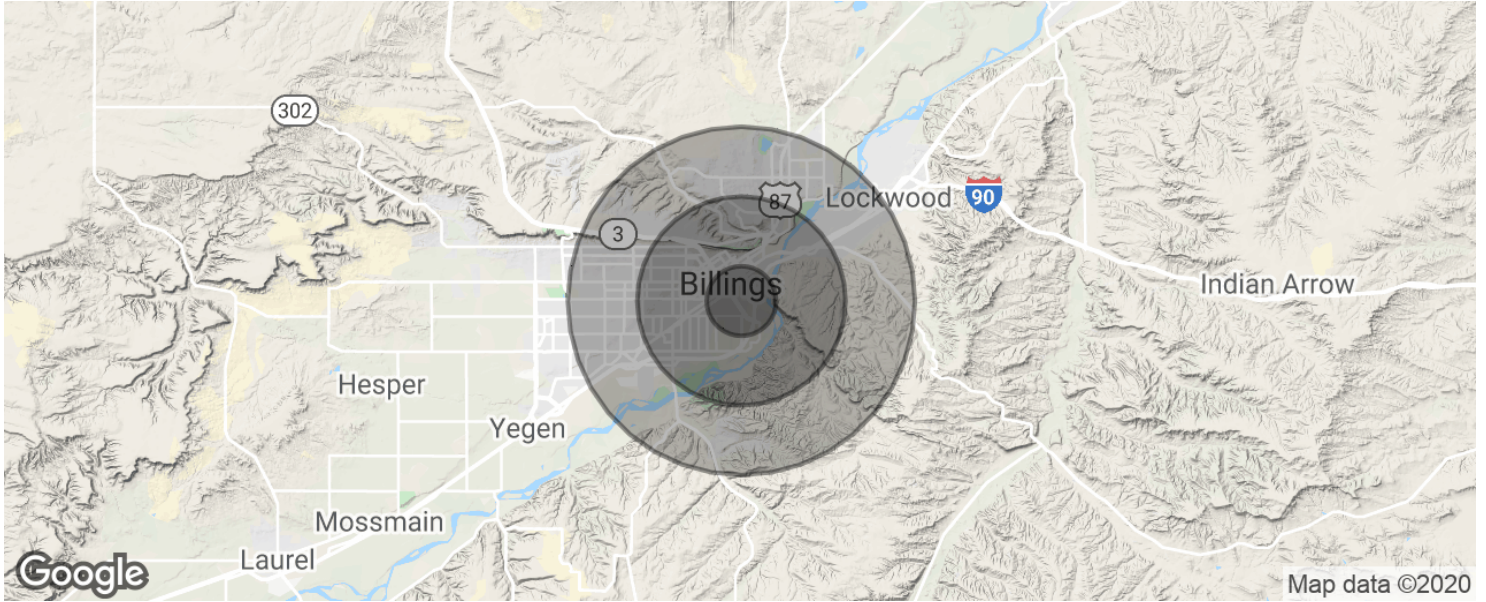 302
87
Lockwood
90
3
Billings
Indian Arrow
Hesper
Yegen
Mossmain
Laurel
Google
Map data ©2020